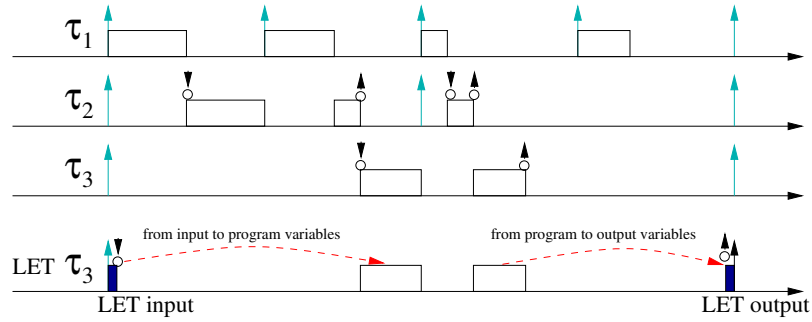 τ1
τ2
τ3
from input to program variables
from program to output variables
LET τ3
LET input
LET output